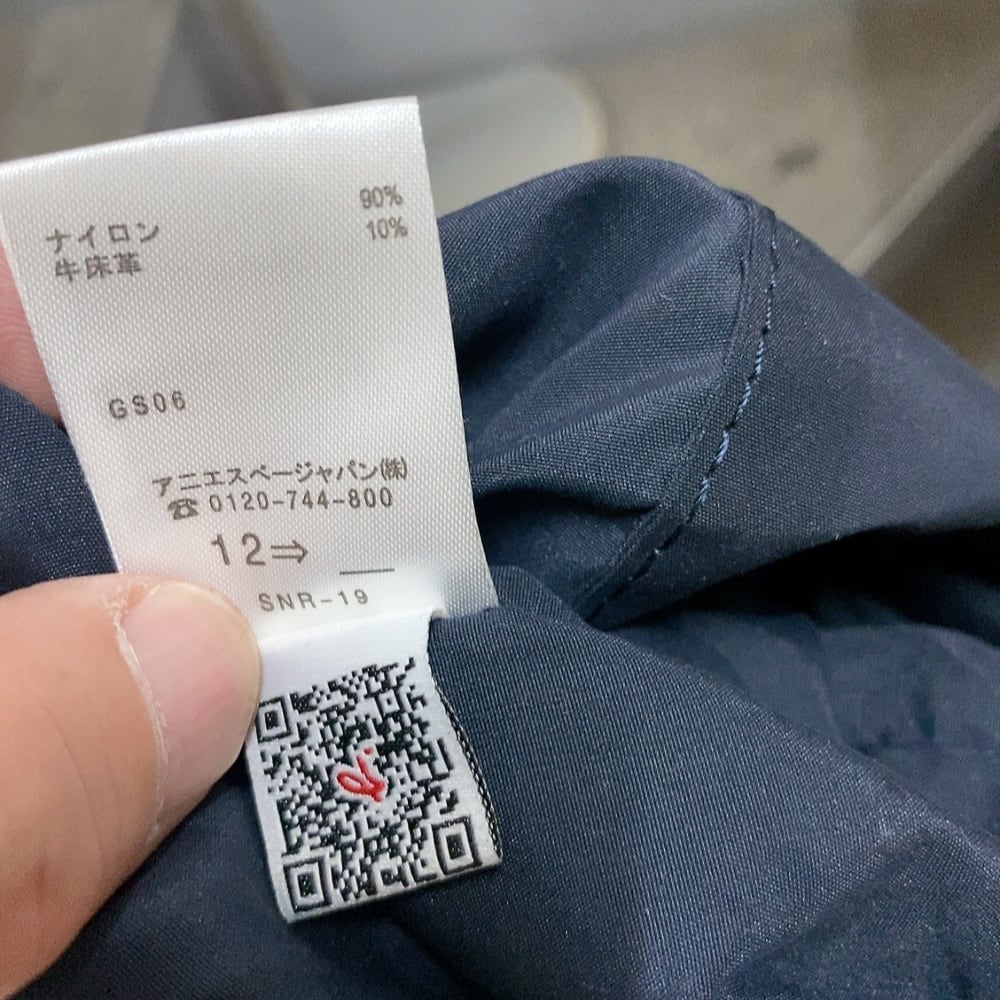 90%
ナイロン 10%
牛床革
GS06
アニエスベージャパン(株)
☎0120-744-800
12⇒
SNR-19
b.